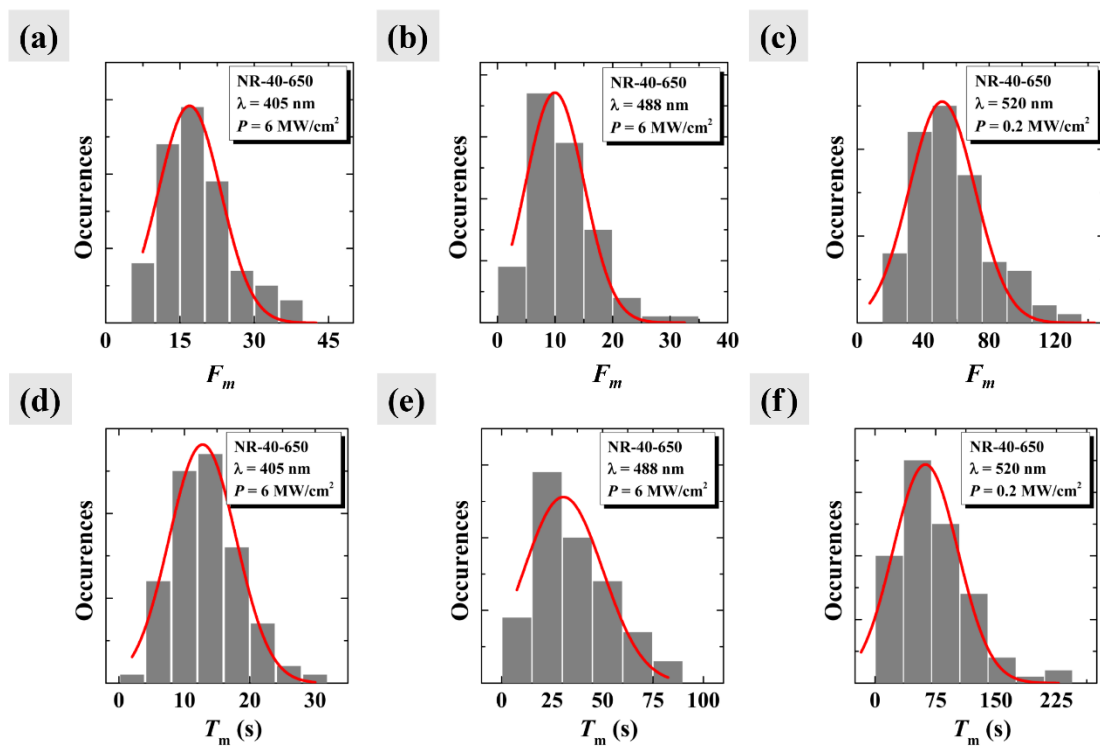 (a)
NR-40-650
λ = 405 nm
P = 6 MW/cm²
Occurences
0 15 30 45
Fₘ
(b)
NR-40-650
λ = 488 nm
P = 6 MW/cm²
Occurences
0 10 20 30 40
Fₘ
(c)
NR-40-650
λ = 520 nm
P = 0.2 MW/cm²
Occurences
0 40 80 120
Fₘ
(d)
NR-40-650
λ = 405 nm
P = 6 MW/cm²
Occurences
0 10 20 30
Tₘ (s)
(e)
NR-40-650
λ = 488 nm
P = 6 MW/cm²
Occurences
0 25 50 75 100
Tₘ (s)
(f)
NR-40-650
λ = 520 nm
P = 0.2 MW/cm²
Occurences
0 75 150 225
Tₘ (s)